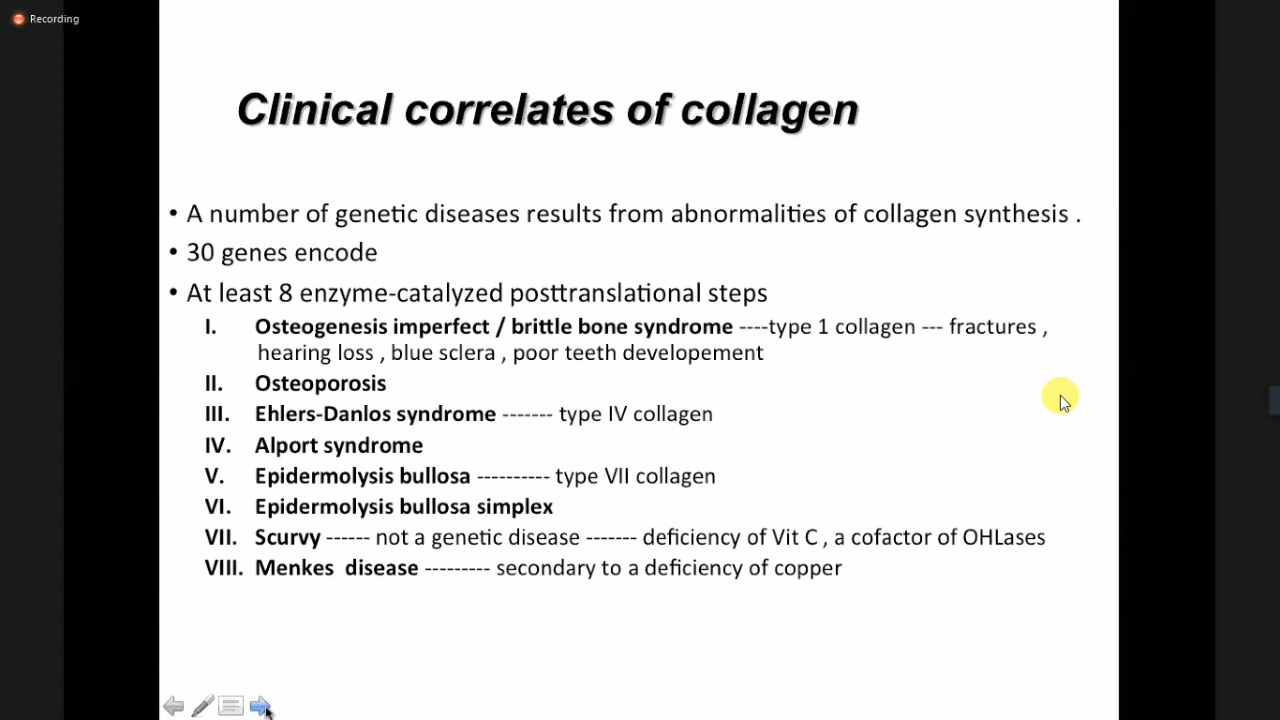 Recording
Clinical correlates of collagen
• A number of genetic diseases results from abnormalities of collagen synthesis .
• 30 genes encode
• At least 8 enzyme-catalyzed posttranslational steps
I. Osteogenesis imperfect / brittle bone syndrome ----type 1 collagen --- fractures ,
hearing loss , blue sclera , poor teeth developement
II. Osteoporosis
III. Ehlers-Danlos syndrome ------- type IV collagen
IV. Alport syndrome
V. Epidermolysis bullosa ---------- type VII collagen
VI. Epidermolysis bullosa simplex
VII. Scurvy ------ not a genetic disease ------- deficiency of Vit C , a cofactor of OHLases
VIII. Menkes disease --------- secondary to a deficiency of copper